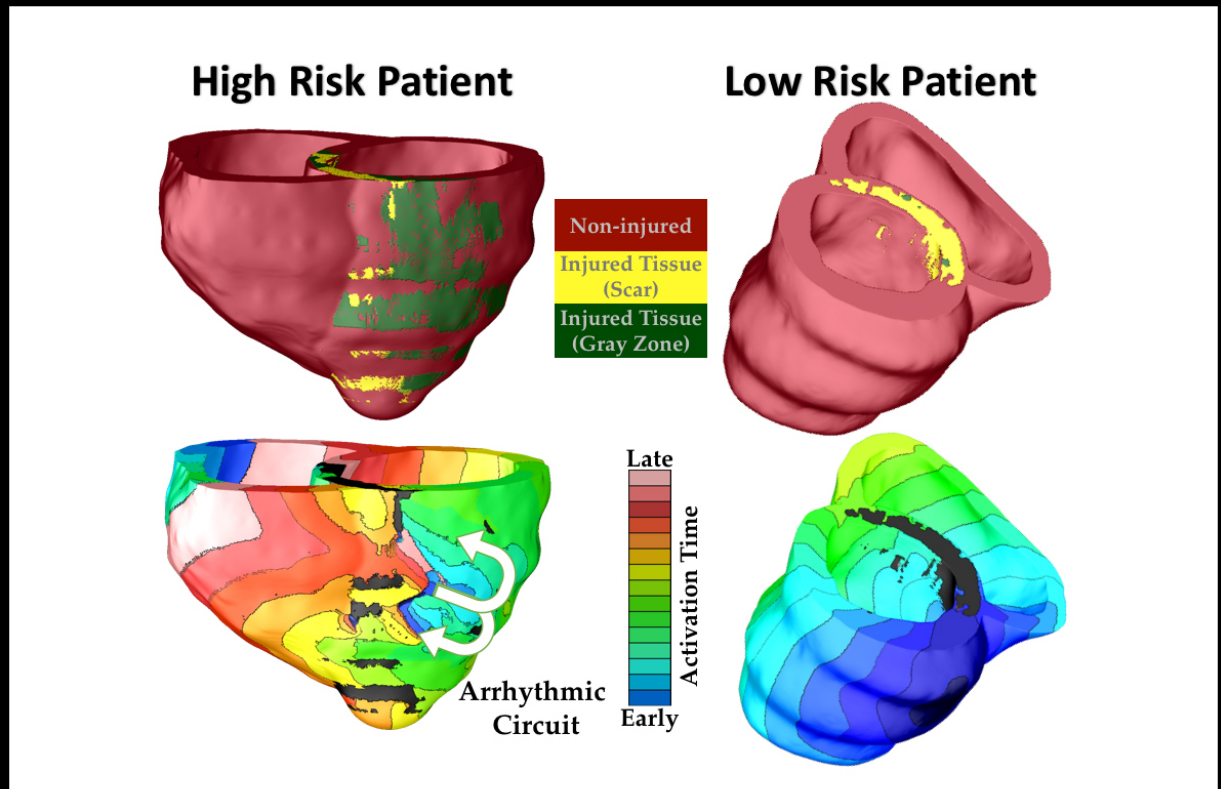 High Risk Patient
Low Risk Patient
Non-injured
Injured Tissue
(Scar)
Injured Tissue
(Gray Zone)
Late
Activation Time
Early
Arrhythmic
Circuit